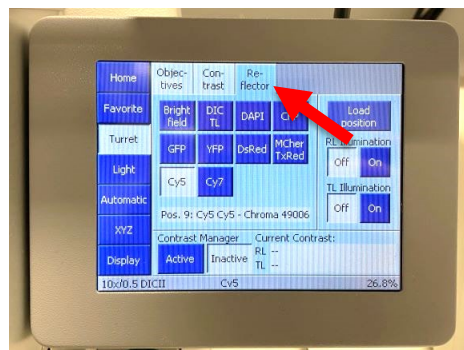 Home
Favorite
Turret
Light
Automatic
XYZ
Display
Objec-
tives
Con-
trast
Re-
flector
Bright
field
DIC
TL
DAPI
GFP
YFP
DsRed
MCher
TxRed
Cy5
Cy7
Pos. 9: Cy5 Cy5 - Chroma 49006
Load
position
RL Illumination
Off
On
TL Illumination
Off
On
Contrast Manager
Active
Inactive
Current Contrast:
RL --
TL --
10x/0.5 DICII
Cy5
26.8%